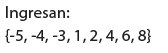 Ingresan:
{-5, -4, -3, 1, 2, 4, 6, 8}